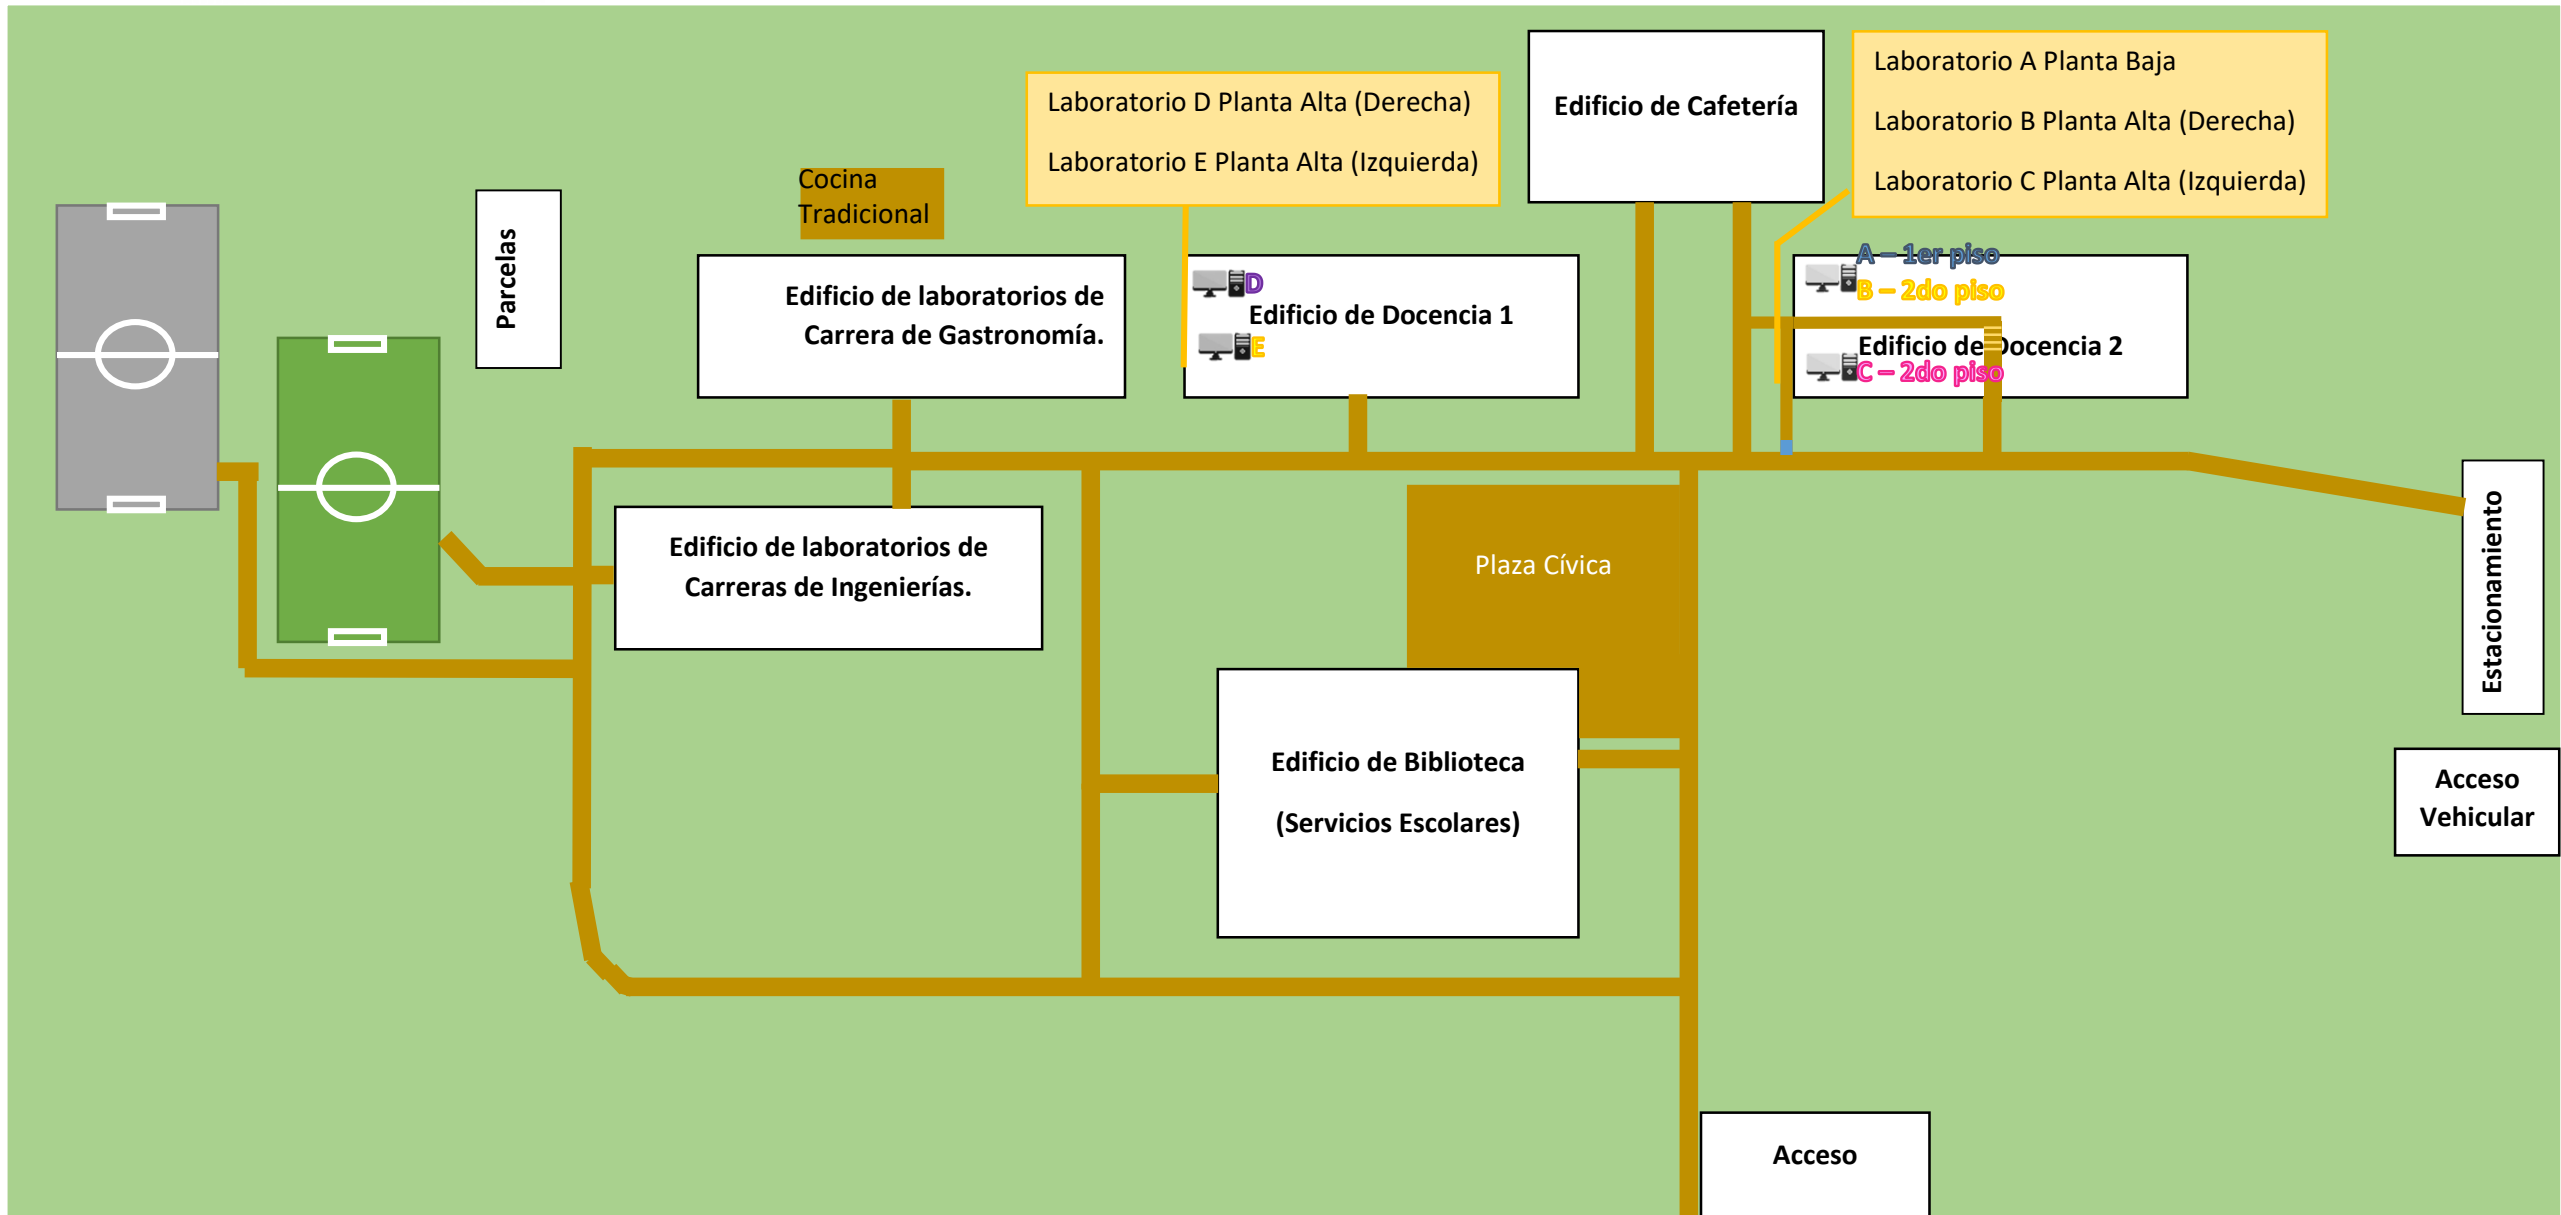 Laboratorio A Planta Baja
Laboratorio B Planta Alta (Derecha)
Laboratorio C Planta Alta (Izquierda)
Edificio de Cafetería
Laboratorio D Planta Alta (Derecha)
Laboratorio E Planta Alta (Izquierda)
Cocina
Tradicional
Parcelas
Edificio de laboratorios de
Carrera de Gastronomía.
D
Edificio de Docencia 1
E
A – 1er piso
B – 2do piso
Edificio de Docencia 2
C – 2do piso
Edificio de laboratorios de
Carreras de Ingenierías.
Plaza Cívica
Estacionamiento
Edificio de Biblioteca
(Servicios Escolares)
Acceso
Vehicular
Acceso